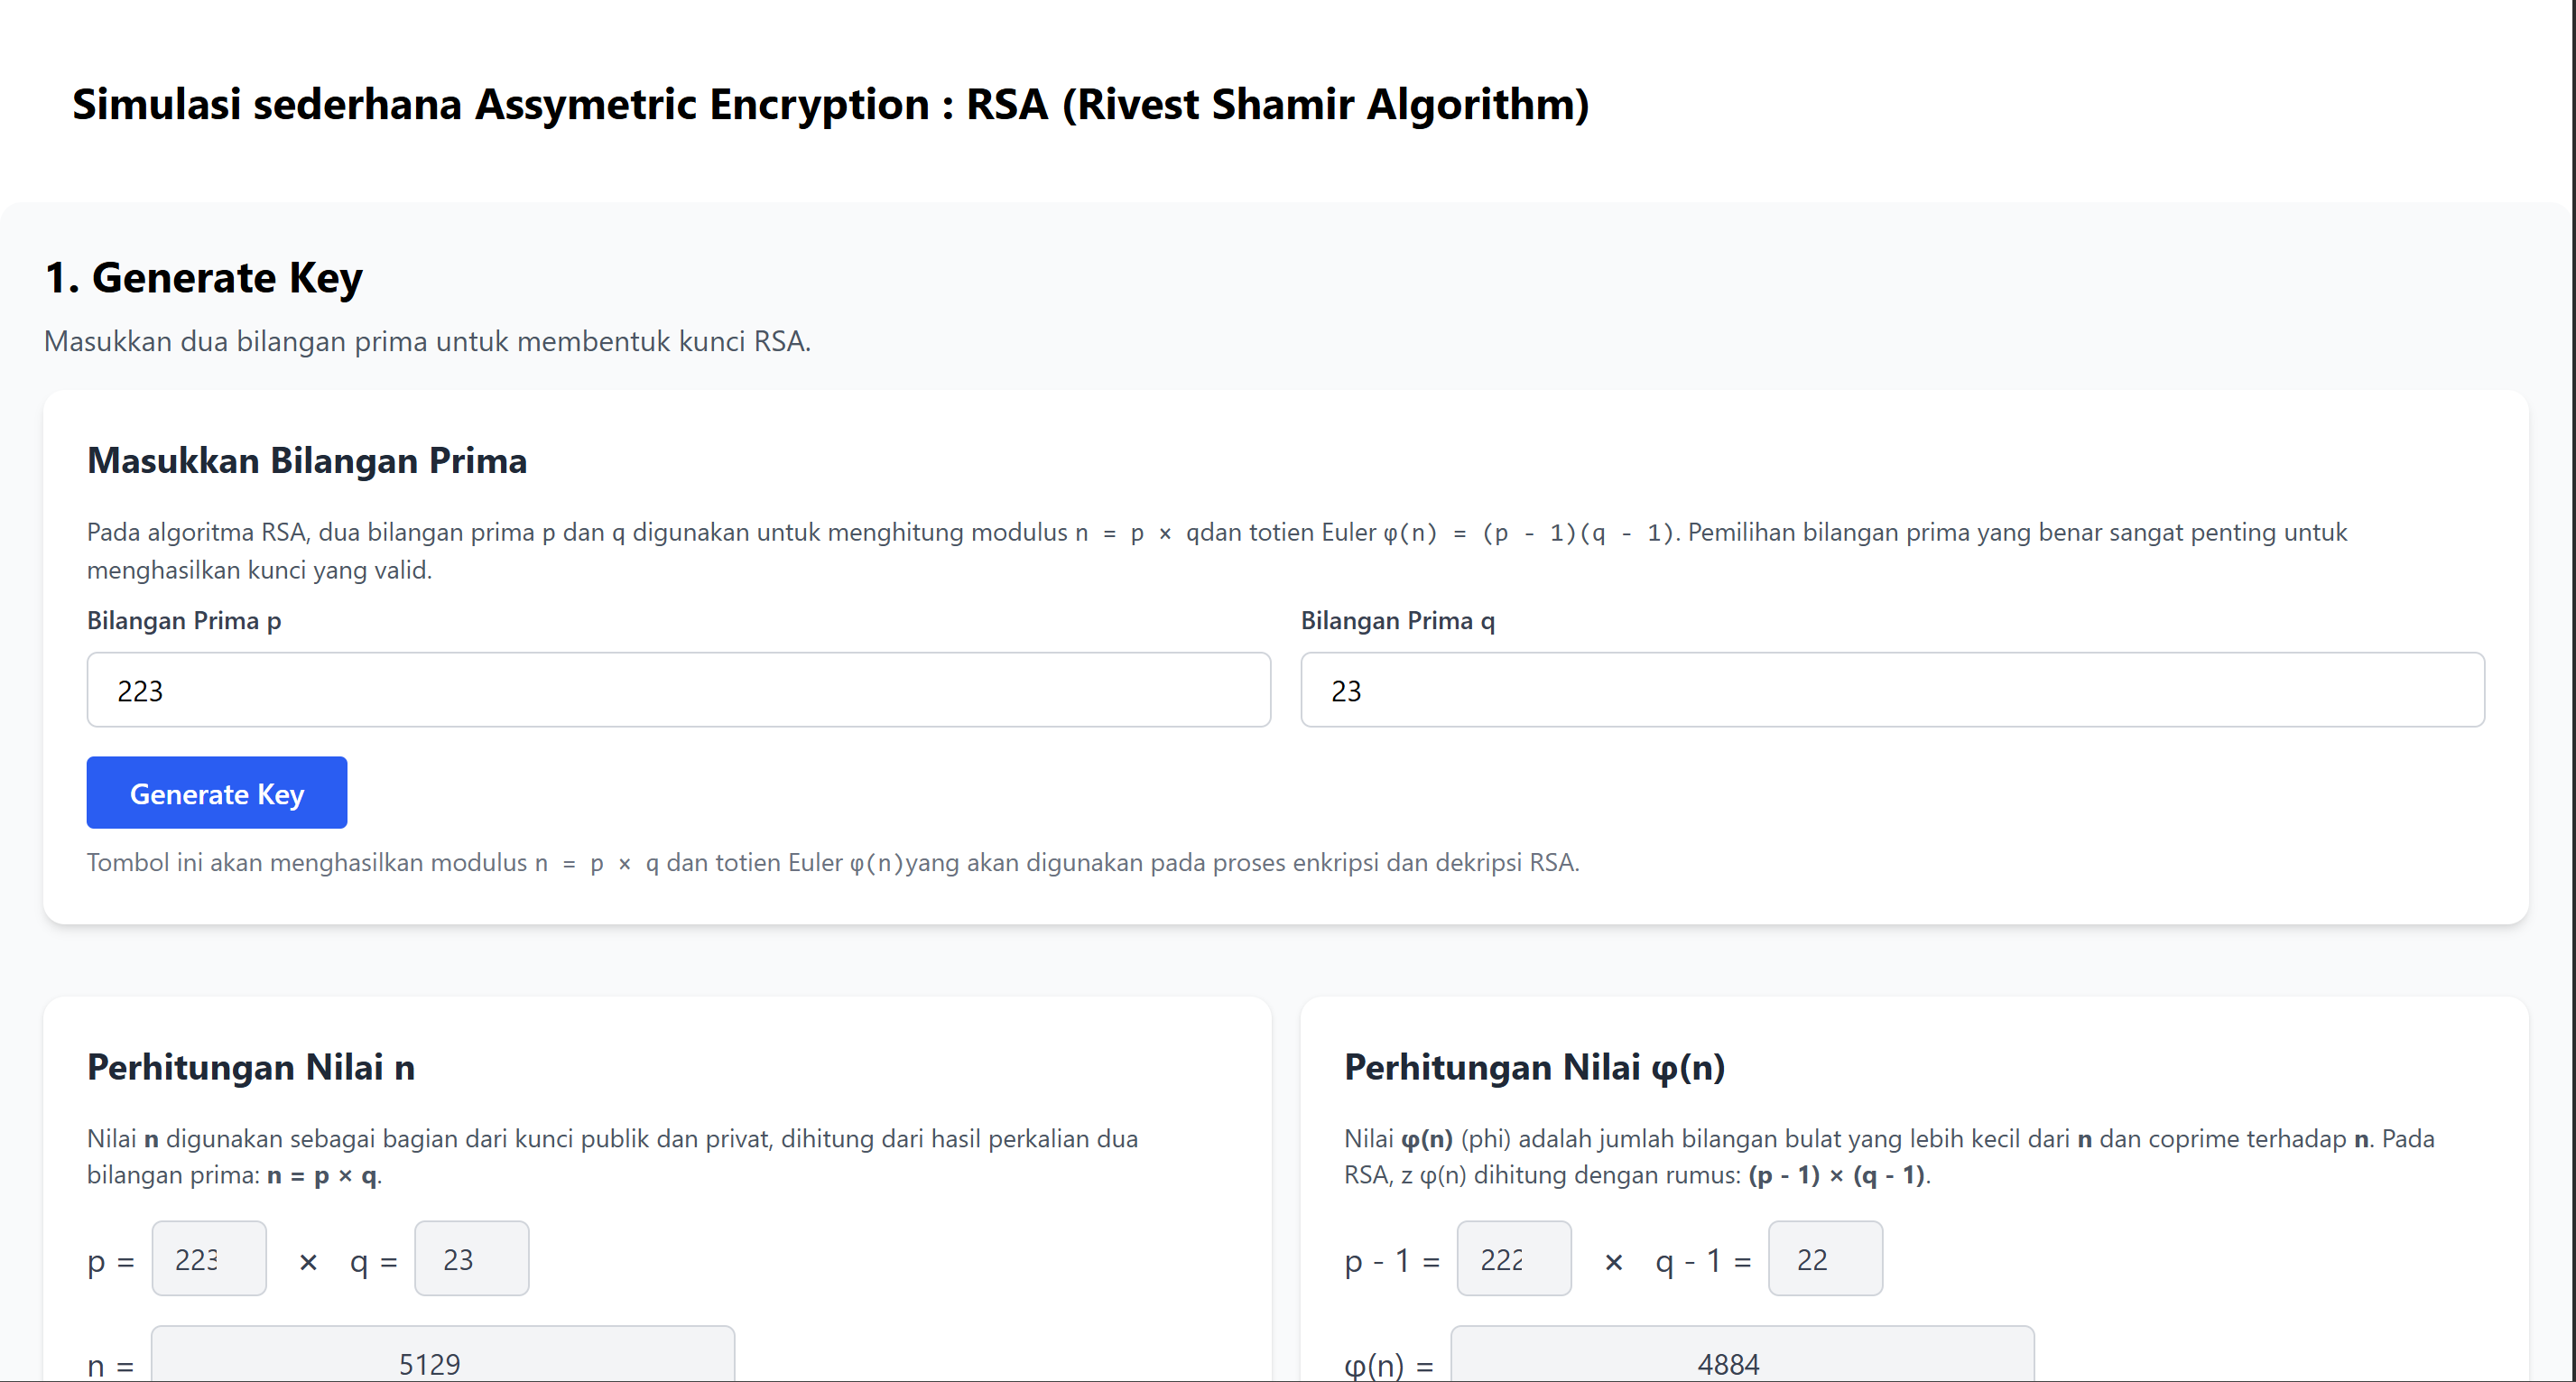 Simulasi sederhana Assymetric Encryption : RSA (Rivest Shamir Algorithm)
1. Generate Key
Masukkan dua bilangan prima untuk membentuk kunci RSA.
Masukkan Bilangan Prima
Pada algoritma RSA, dua bilangan prima p dan q digunakan untuk menghitung modulus n = p × qdan totien Euler φ(n) = (p - 1)(q - 1). Pemilihan bilangan prima yang benar sangat penting untuk
menghasilkan kunci yang valid.
Bilangan Prima p
Bilangan Prima q
223
23
Generate Key
Tombol ini akan menghasilkan modulus n = p × q dan totien Euler φ(n)yang akan digunakan pada proses enkripsi dan dekripsi RSA.
Perhitungan Nilai n
Nilai n digunakan sebagai bagian dari kunci publik dan privat, dihitung dari hasil perkalian dua
bilangan prima: n = p × q.
p = 223 × q = 23
n = 5129
Perhitungan Nilai φ(n)
Nilai φ(n) (phi) adalah jumlah bilangan bulat yang lebih kecil dari n dan coprime terhadap n. Pada
RSA, z φ(n) dihitung dengan rumus: (p - 1) × (q - 1).
p - 1 = 222 × q - 1 = 22
φ(n) = 4884